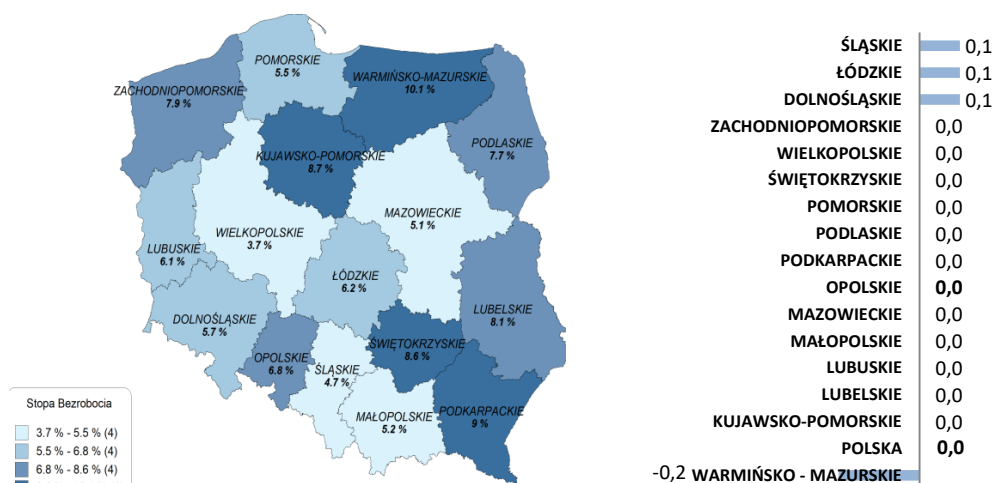 POMORSKIE
5.5 %
WARMIŃSKO-MAZURSKIE
10.1 %
ZACHODNIOPOMORSKIE
7.9 %
PODLASKIE
7.7 %
KUJAWSKO-POMORSKIE
8.7 %
MAZOWIECKIE
5.1 %
WIELKOPOLSKIE
3.7 %
LUBUSKIE
6.1 %
ŁÓDZKIE
6.2 %
LUBELSKIE
8.1 %
DOLNOŚLĄSKIE
5.7 %
ŚWIĘTOKRZYSKIE
8.6 %
OPOLSKIE
6.8 %
ŚLĄSKIE
4.7 %
MAŁOPOLSKIE
5.2 %
PODKARPACKIE
9 %
Stopa Bezrobocia
3.7 % - 5.5 % (4)
5.5 % - 6.8 % (4)
6.8 % - 8.6 % (4)
ŚLĄSKIE 0,1
ŁÓDZKIE 0,1
DOLNOŚLĄSKIE 0,1
ZACHODNIOPOMORSKIE 0,0
WIELKOPOLSKIE 0,0
ŚWIĘTOKRZYSKIE 0,0
POMORSKIE 0,0
PODLASKIE 0,0
PODKARPACKIE 0,0
OPOLSKIE 0,0
MAZOWIECKIE 0,0
MAŁOPOLSKIE 0,0
LUBUSKIE 0,0
LUBELSKIE 0,0
KUJAWSKO-POMORSKIE 0,0
POLSKA 0,0
-0,2 WARMIŃSKO - MAZURSKIE